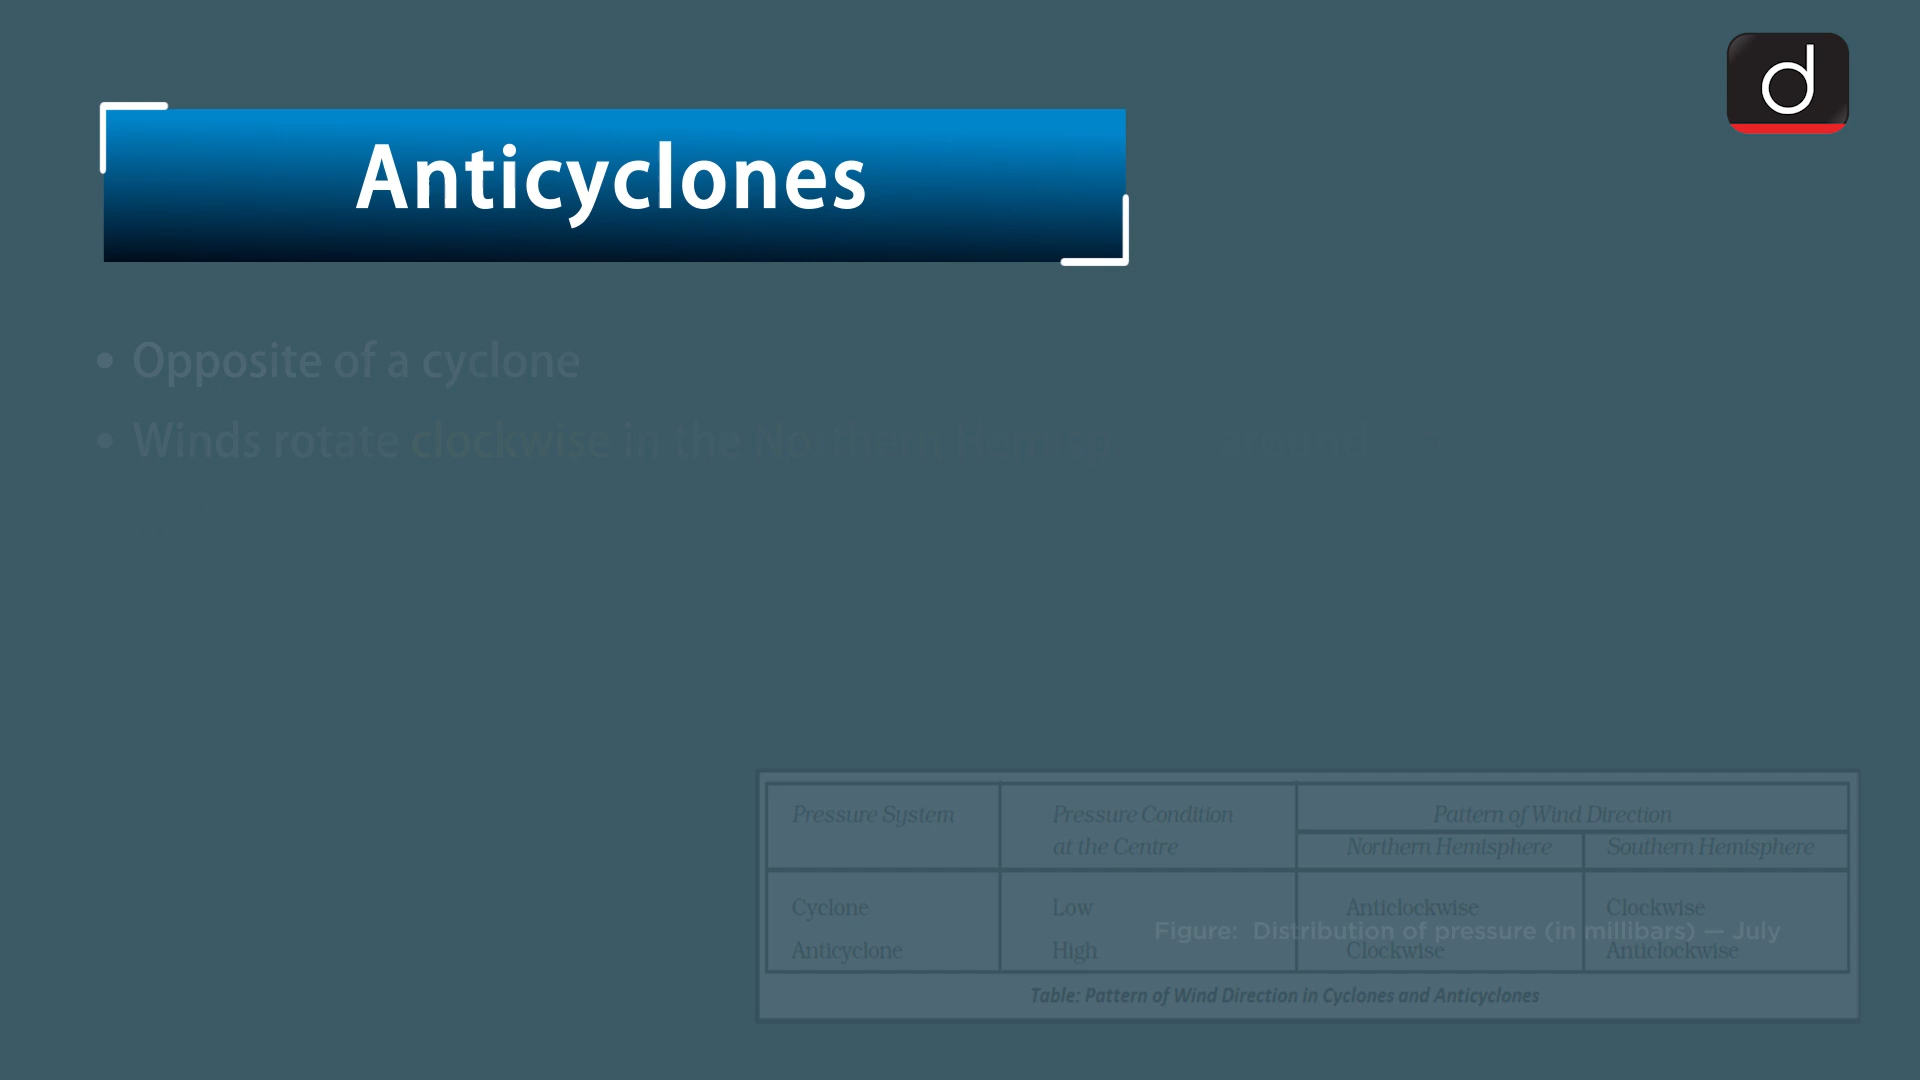 d
Anticyclones
• Opposite of a cyclone
• Winds rotate clockwise in the Northern around
Pressure System Pressure Condition at the Centre Pattern of Wind Direction
Northern Hemisphere Southern Hemisphere
Cyclone Low Anticlockwise Clockwise
Figure: Distribution of pressure (in millibars) — July
Anticyclone High Clockwise Anticlockwise
Table: Pattern of Wind Direction in Cyclones and Anticyclones